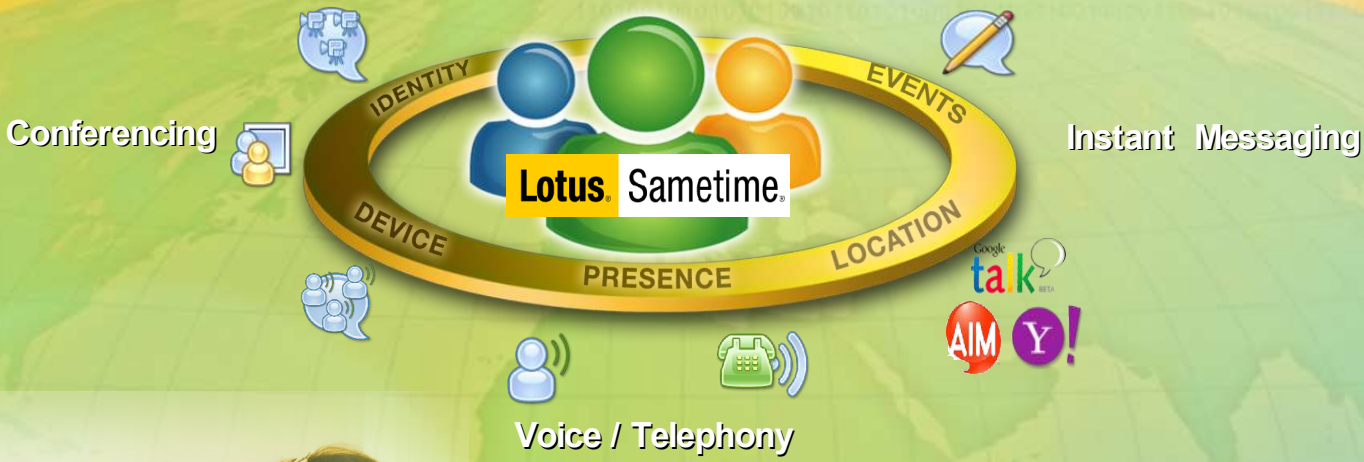 IDENTITY
EVENTS
Conferencing
Instant Messaging
Lotus® Sametime®
DEVICE
LOCATION
PRESENCE
Google
talk
BETA
AIM
Y!
Voice / Telephony